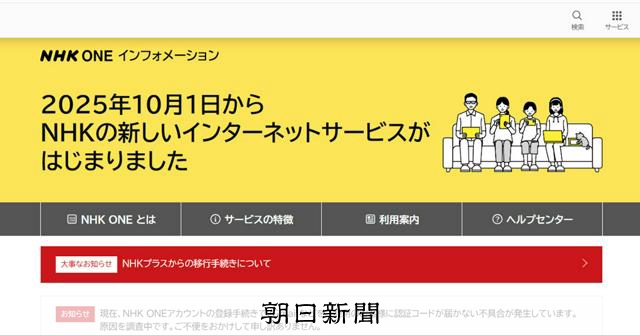 検索
サービス
NHK ONE インフォメーション
2025年10月1日から
NHKの新しいインターネットサービスが
はじまりました
NHK ONE とは
サービスの特徴
利用案内
ヘルプセンター
大事なお知らせ NHKプラスからの移行手続きについて
お知らせ 現在、NHK ONEアカウントの登録手続きで 様に認証コードが届かない不具合が発生しています。
原因を調査中です。ご不便をおかけして申し訳ありません。
朝日新聞